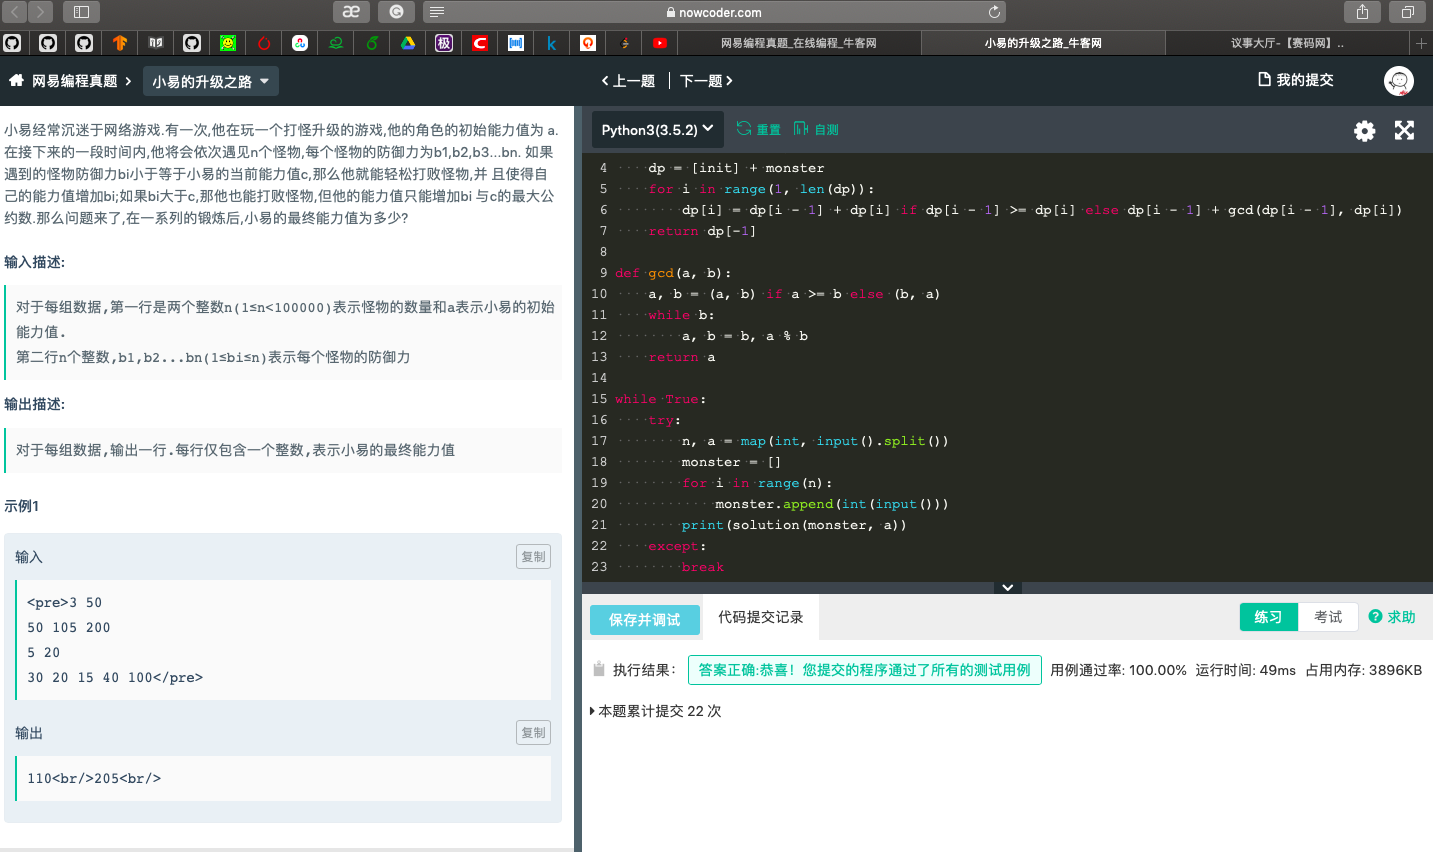 nowcoder.com
网易编程真题_在线编程_牛客网
小易的升级之路_牛客网
议事大厅-【赛码网】..
网易编程真题
小易的升级之路
上一题
下一题
我的提交
小易经常沉迷于网络游戏.有一次,他在玩一个打怪升级的游戏,他的角色的初始能力值为 a.
在接下来的一段时间内,他将会依次遇见n个怪物,每个怪物的防御力为b1,b2,b3...bn. 如果
遇到的怪物防御力bi小于等于小易的当前能力值c,那么他就能轻松打败怪物,并 且使得自
己的能力值增加bi;如果bi大于c,那他也能打败怪物,但他的能力值只能增加bi 与c的最大公
约数.那么问题来了,在一系列的锻炼后,小易的最终能力值为多少?
输入描述:
对于每组数据,第一行是两个整数n(1≤n<100000)表示怪物的数量和a表示小易的初始
能力值.
第二行n个整数,b1,b2...bn(1≤bi≤n)表示每个怪物的防御力
输出描述:
对于每组数据,输出一行.每行仅包含一个整数,表示小易的最终能力值
示例1
输入
复制
<pre>3 50
50 105 200
5 20
30 20 15 40 100</pre>
输出
复制
110<br/>205<br/>
Python3(3.5.2)
重置
自测
4 dp = [init] + monster
5 for i in range(1, len(dp)):
6 dp[i] = dp[i - 1] + dp[i] if dp[i - 1] >= dp[i] else dp[i - 1] + gcd(dp[i - 1], dp[i])
7 return dp[-1]
8
9 def gcd(a, b):
10 a, b = (a, b) if a >= b else (b, a)
11 while b:
12 a, b = b, a % b
13 return a
14
15 while True:
16 try:
17 n, a = map(int, input().split())
18 monster = []
19 for i in range(n):
20 monster.append(int(input()))
21 print(solution(monster, a))
22 except:
23 break
保存并调试
代码提交记录
练习
考试
? 求助
执行结果:
答案正确:恭喜！您提交的程序通过了所有的测试用例
用例通过率: 100.00% 运行时间: 49ms 占用内存: 3896KB
本题累计提交 22 次